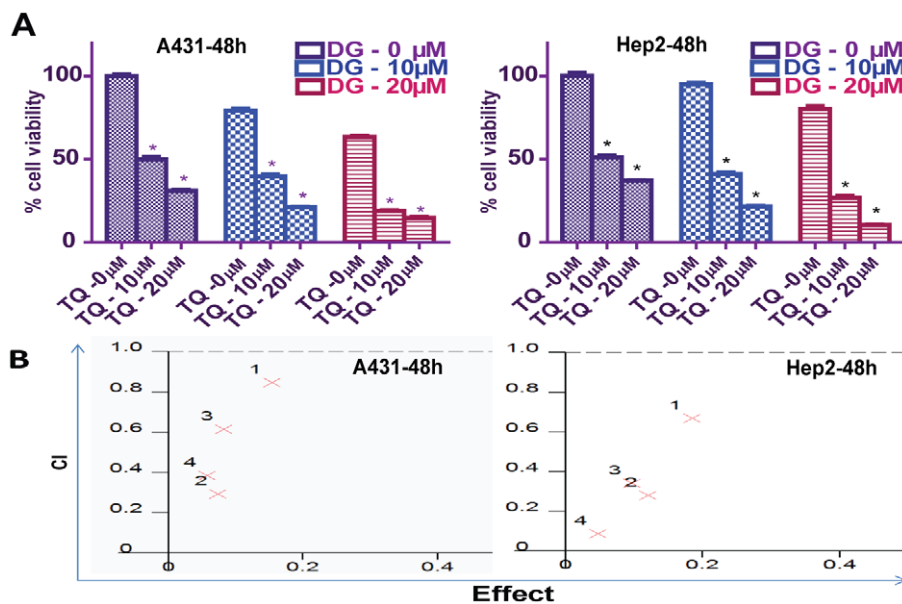 A
A431-48h
DG - 0 µM
DG - 10µM
DG - 20µM
% cell viability
100
50
0
*
*
*
*
*
*
TQ -0µM
TQ - 10µM
TQ - 20µM
TQ -0µM
TQ - 10µM
TQ - 20µM
TQ -0µM
TQ - 10µM
TQ - 20µM
Hep2-48h
DG - 0 µM
DG - 10µM
DG - 20µM
% cell viability
100
50
0
*
*
*
*
*
*
TQ -0µM
TQ - 10µM
TQ - 20µM
TQ -0µM
TQ - 10µM
TQ - 20µM
TQ -0µM
TQ - 10µM
TQ - 20µM
B
CI
A431-48h
1.0
0.8
0.6
0.4
0.2
0
1
3
4
2
0
0.2
0.4
Hep2-48h
1.0
0.8
0.6
0.4
0.2
0
1
3
2
4
0
0.2
0.4
Effect